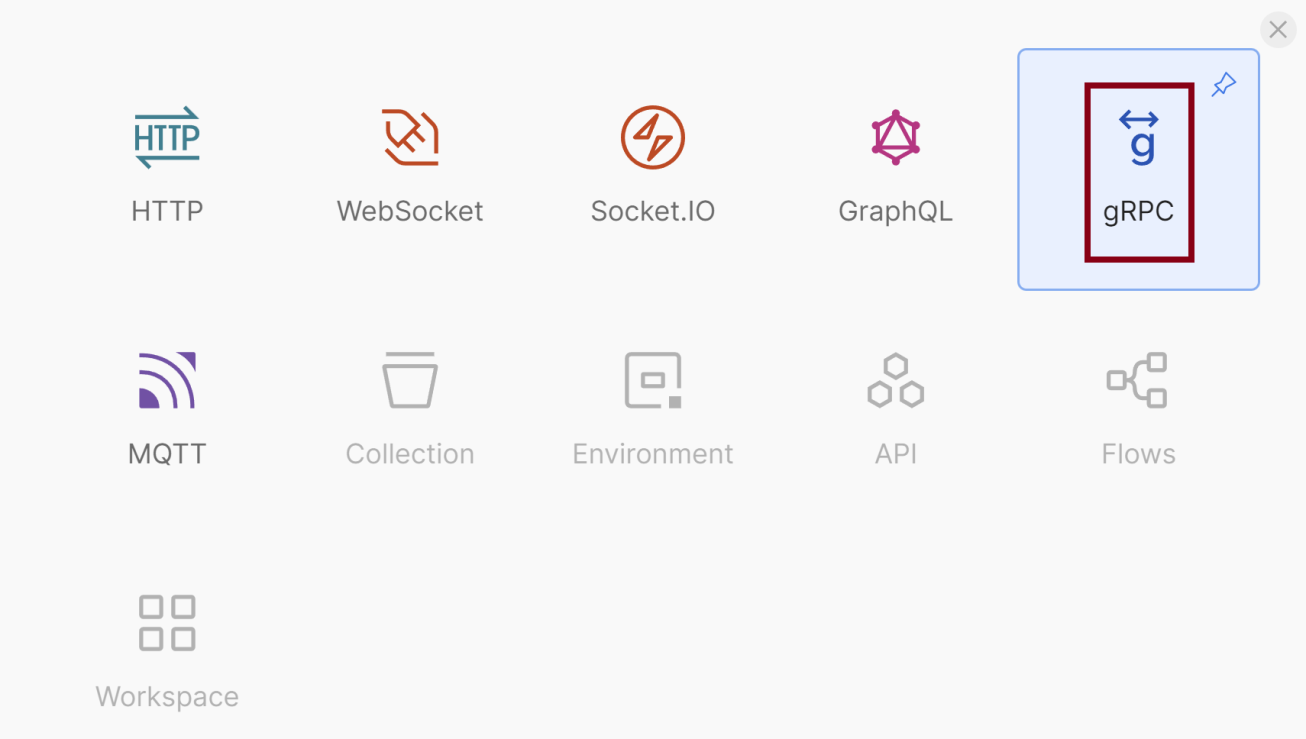 HTTP
HTTP
WebSocket
Socket.IO
GraphQL
g
gRPC
MQTT
Collection
Environment
API
Flows
Workspace